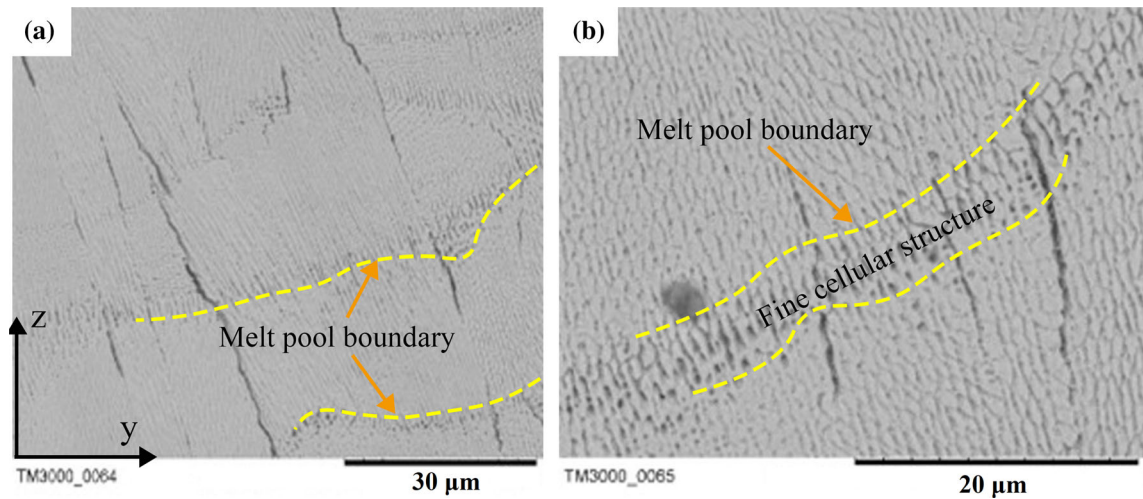 (a)
Melt pool boundary
z
y
TM3000_0064
30 µm
(b)
Melt pool boundary
Fine cellular structure
TM3000_0065
20 µm